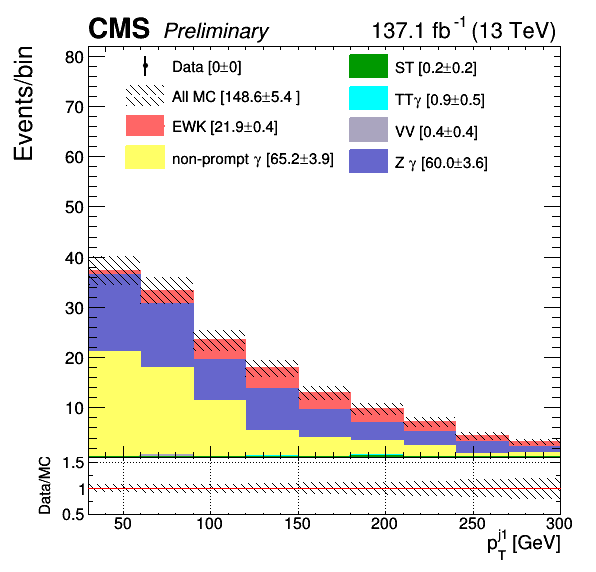 CMS Preliminary 137.1 fb⁻¹ (13 TeV)
Events/bin
80
70
60
50
40
30
20
10
Data [0±0]
All MC [148.6±5.4 ]
EWK [21.9±0.4]
non-prompt γ [65.2±3.9]
ST [0.2±0.2]
TTγ [0.9±0.5]
VV [0.4±0.4]
Z γ [60.0±3.6]
Data/MC
1.5
1
0.5
50 100 150 200 250 300
p_T^j1 [GeV]